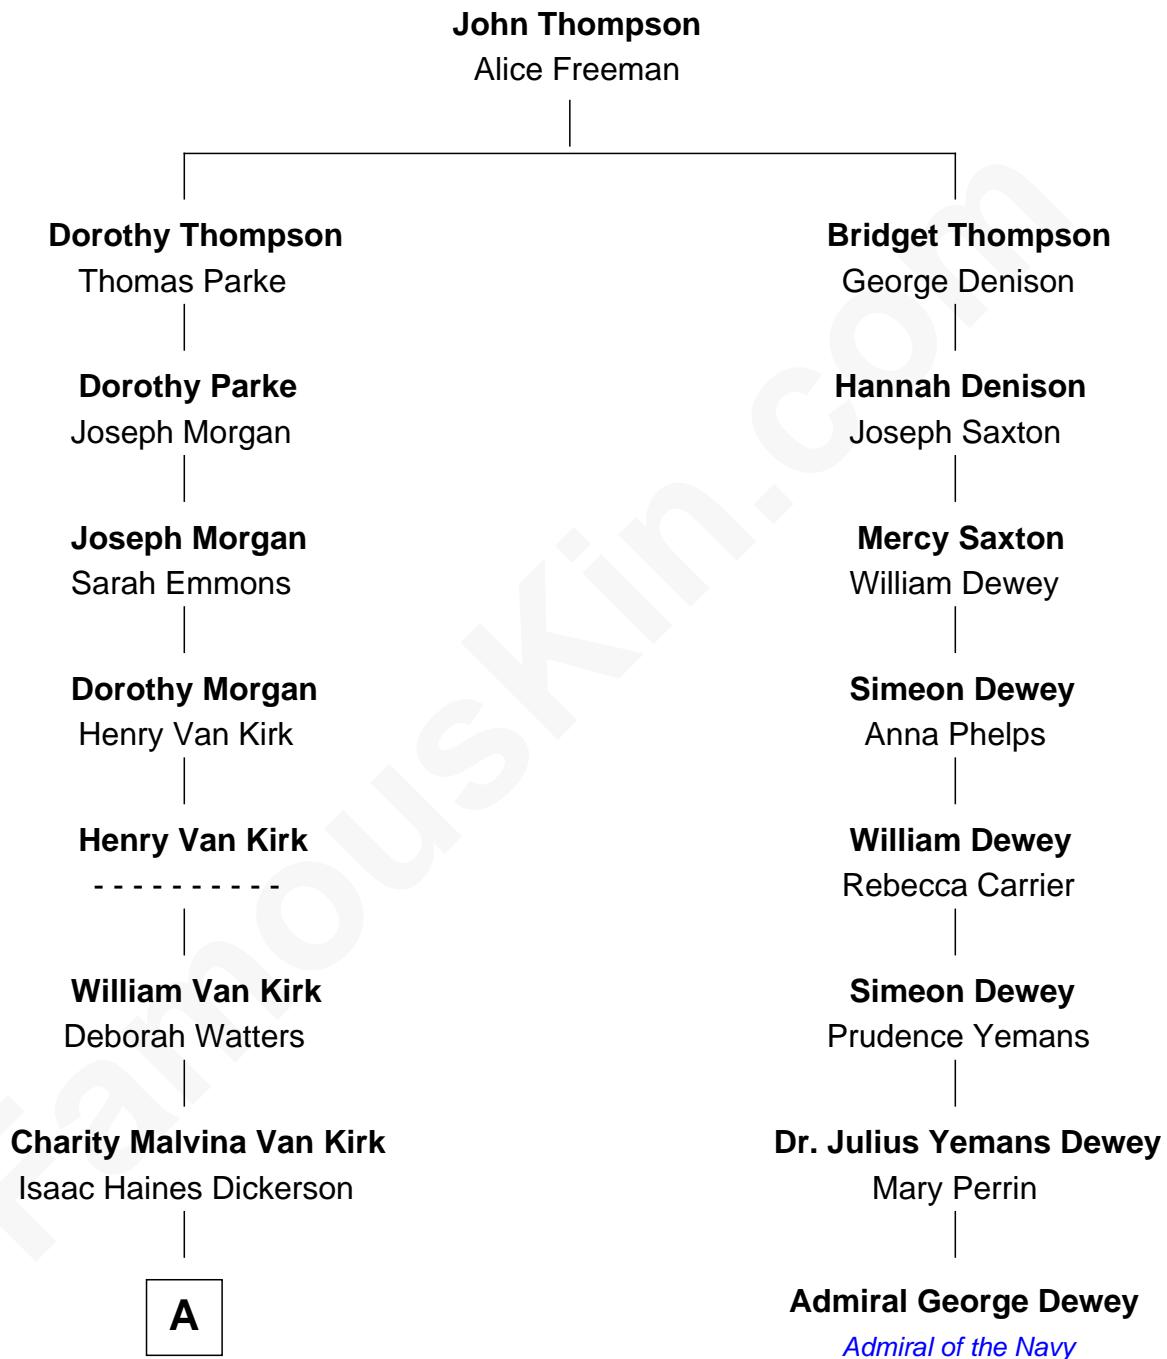 John Thompson
Alice Freeman
Dorothy Thompson
Thomas Parke
Bridget Thompson
George Denison
Dorothy Parke
Joseph Morgan
Hannah Denison
Joseph Saxton
Joseph Morgan
Sarah Emmons
Mercy Saxton
William Dewey
Dorothy Morgan
Henry Van Kirk
Simeon Dewey
Anna Phelps
Henry Van Kirk
- - - - - - - - - -
William Dewey
Rebecca Carrier
William Van Kirk
Deborah Watters
Simeon Dewey
Prudence Yemans
Charity Malvina Van Kirk
Isaac Haines Dickerson
Dr. Julius Yemans Dewey
Mary Perrin
A
Admiral George Dewey
Admiral of the Navy
FamousKin.com